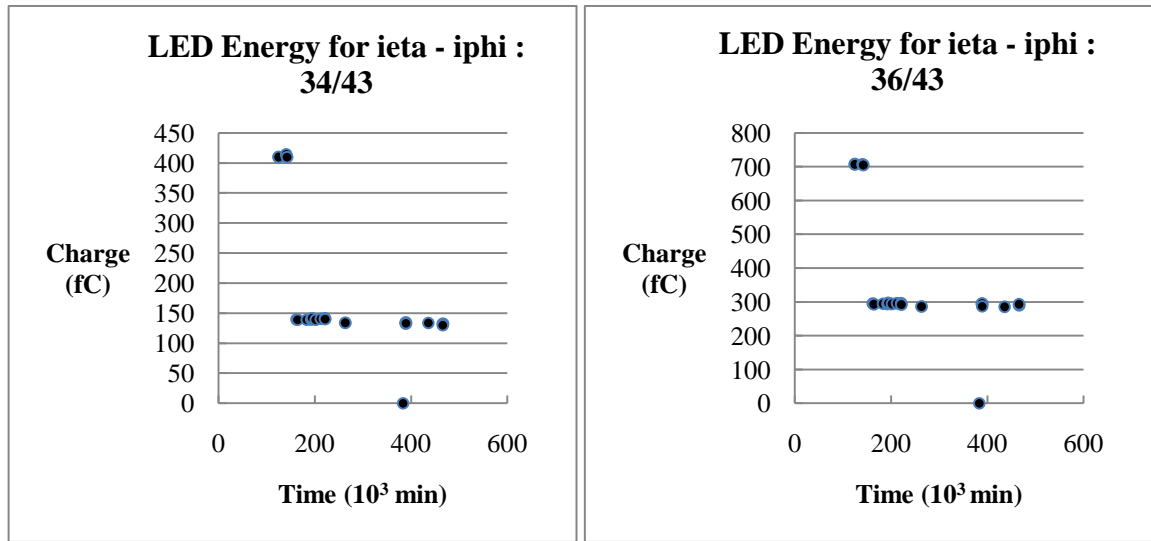 LED Energy for ieta - iphi :
34/43
450
400
350
300
250
200
150
100
50
0
Charge
(fC)
0 200 400 600
Time (10³ min)
LED Energy for ieta - iphi :
36/43
800
700
600
500
400
300
200
100
0
Charge
(fC)
0 200 400 600
Time (10³ min)